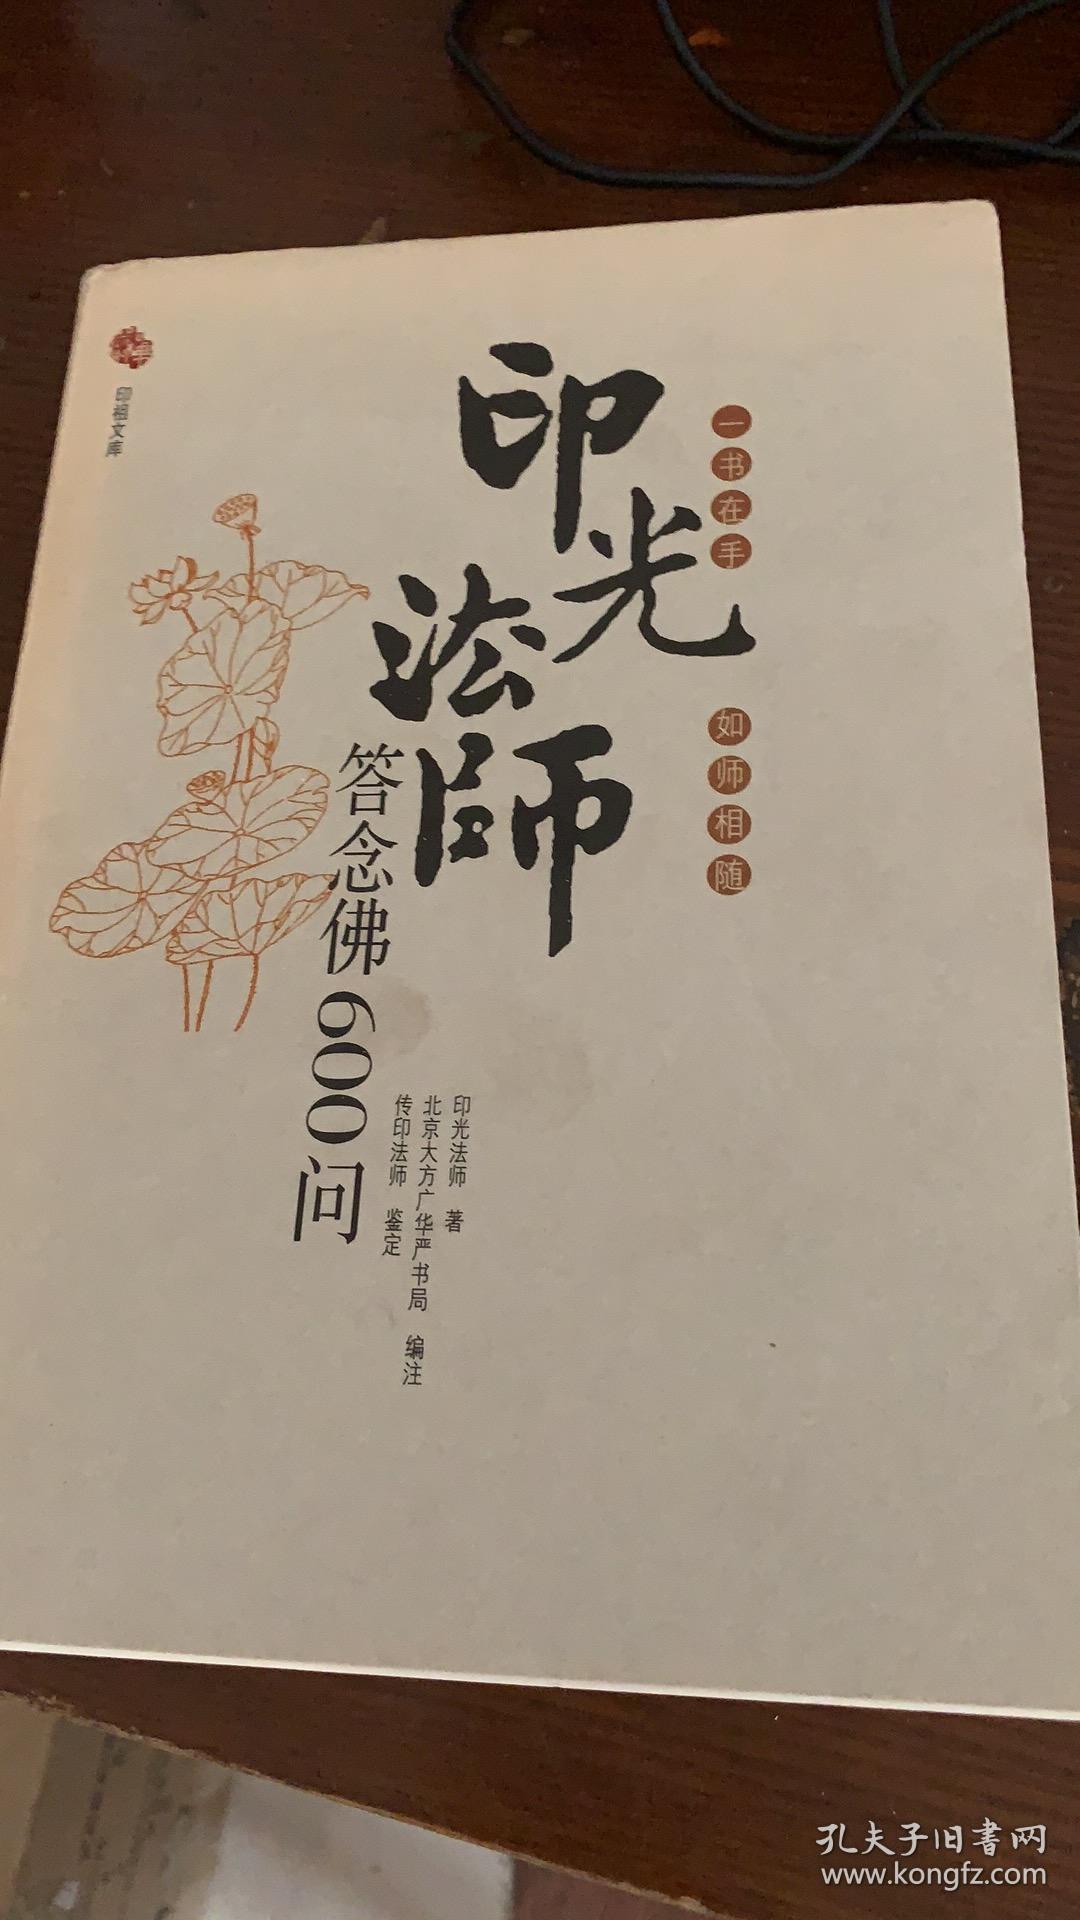 一书在手 如师相随
印光法師
答念佛600问
印光法师 著
北京大方广华严书局 编注
传印法师 鉴定
印祖文库
孔夫子旧書网
www.kongfz.com